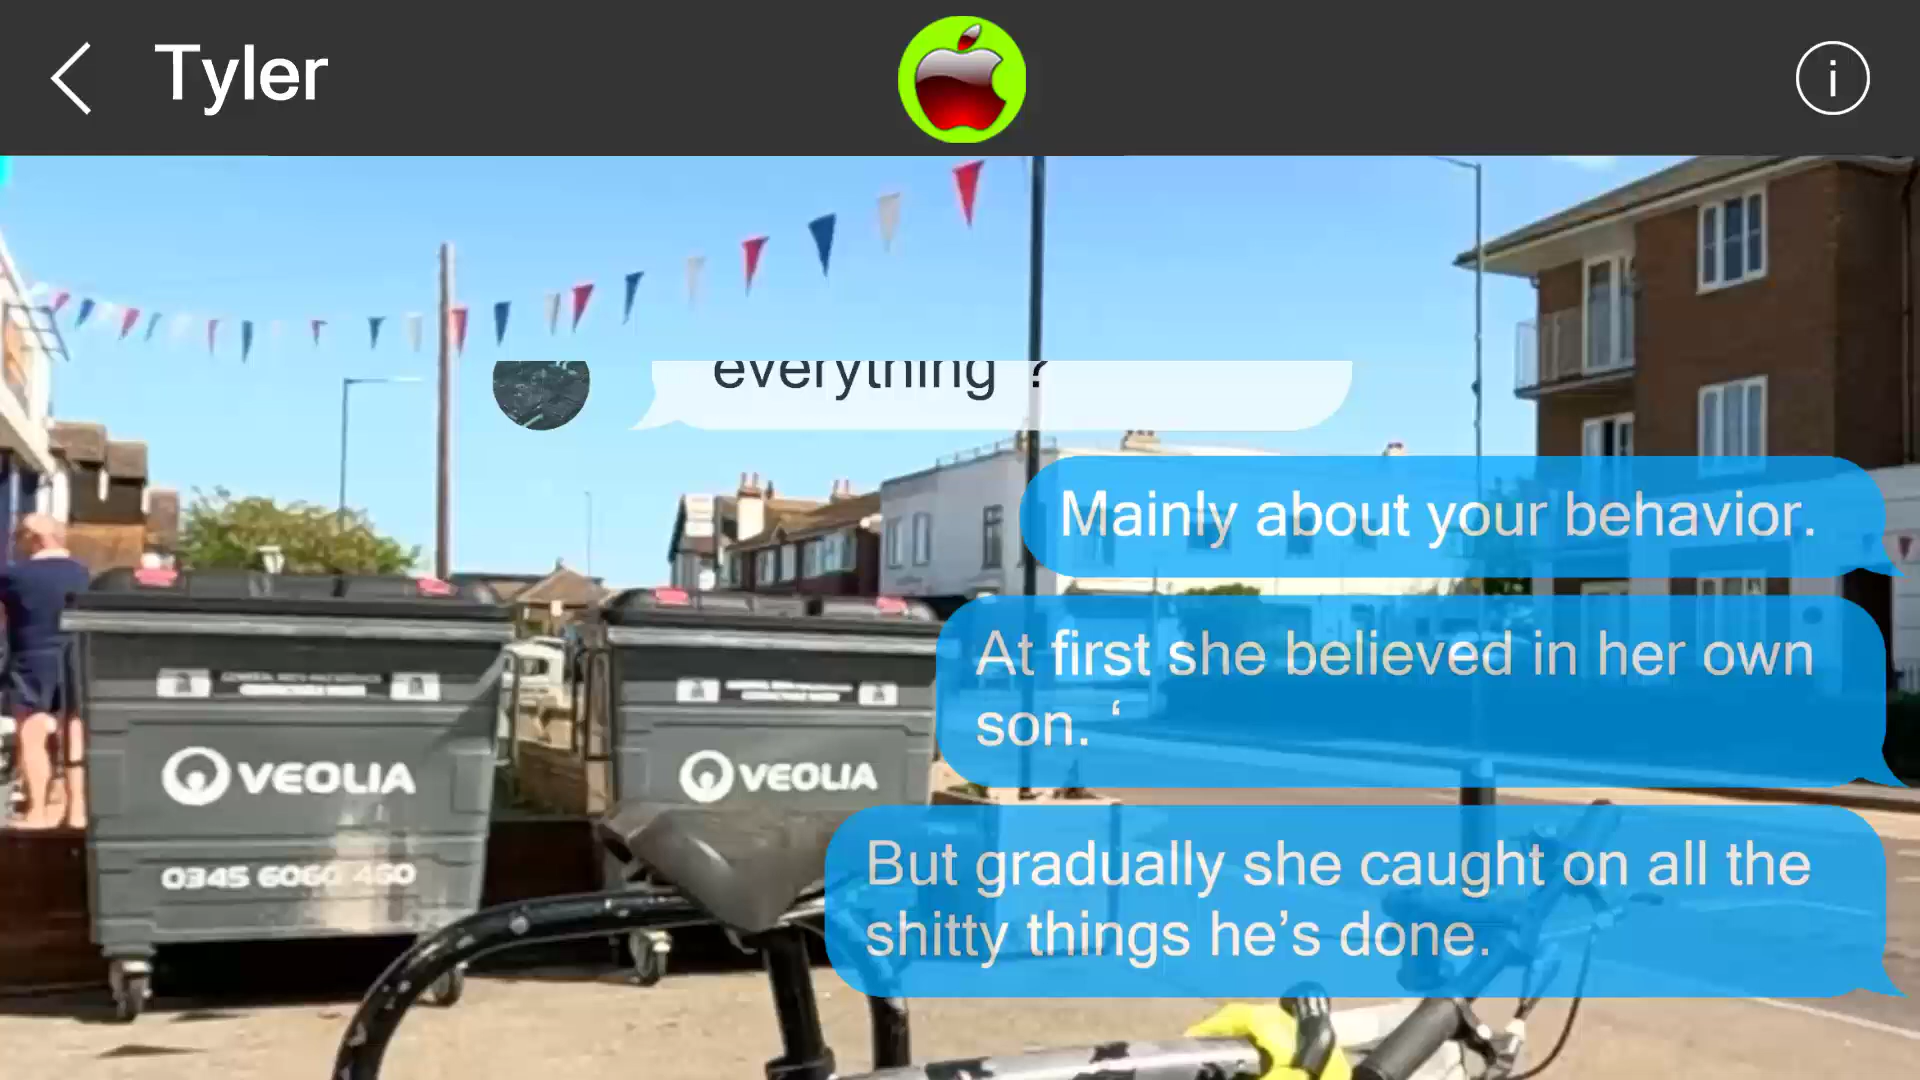 Tyler
everything ?
Mainly about your behavior.
At first she believed in her own
son. ‘
But gradually she caught on all the
shitty things he’s done.
VEOLIA
VEOLIA